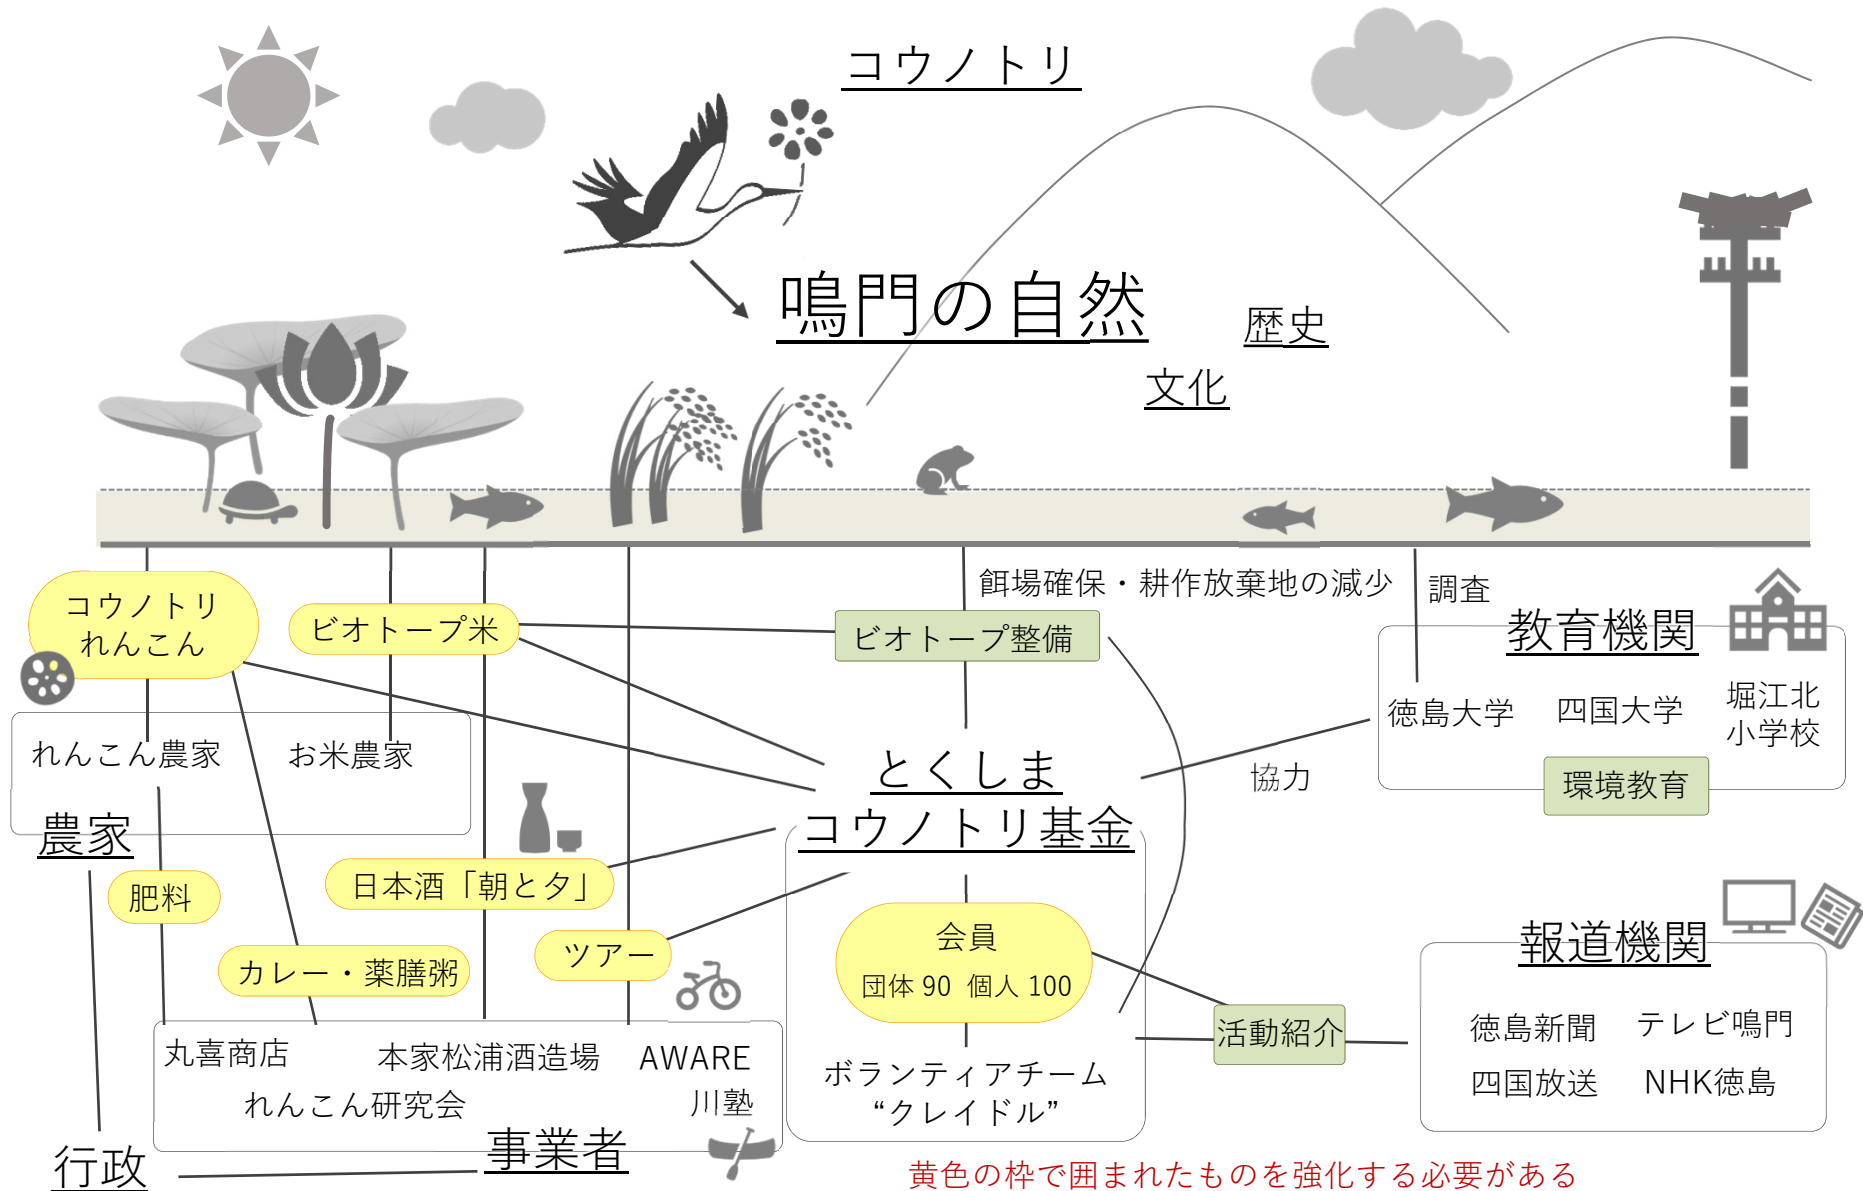 コウノトリ
鳴門の自然
歴史
文化
餌場確保・耕作放棄地の減少
調査
コウノトリ
れんこん
ビオトープ米
ビオトープ整備
教育機関
徳島大学
四国大学
堀江北
小学校
環境教育
れんこん農家
お米農家
農家
とくしま
コウノトリ基金
協力
肥料
日本酒「朝と夕」
カレー・薬膳粥
ツアー
会員
団体 90 個人 100
活動紹介
報道機関
徳島新聞
テレビ鳴門
四国放送
NHK徳島
丸喜商店
本家松浦酒造場
AWARE
れんこん研究会
川塾
事業者
ボランティアチーム
“クレイドル”
行政
黄色の枠で囲まれたものを強化する必要がある